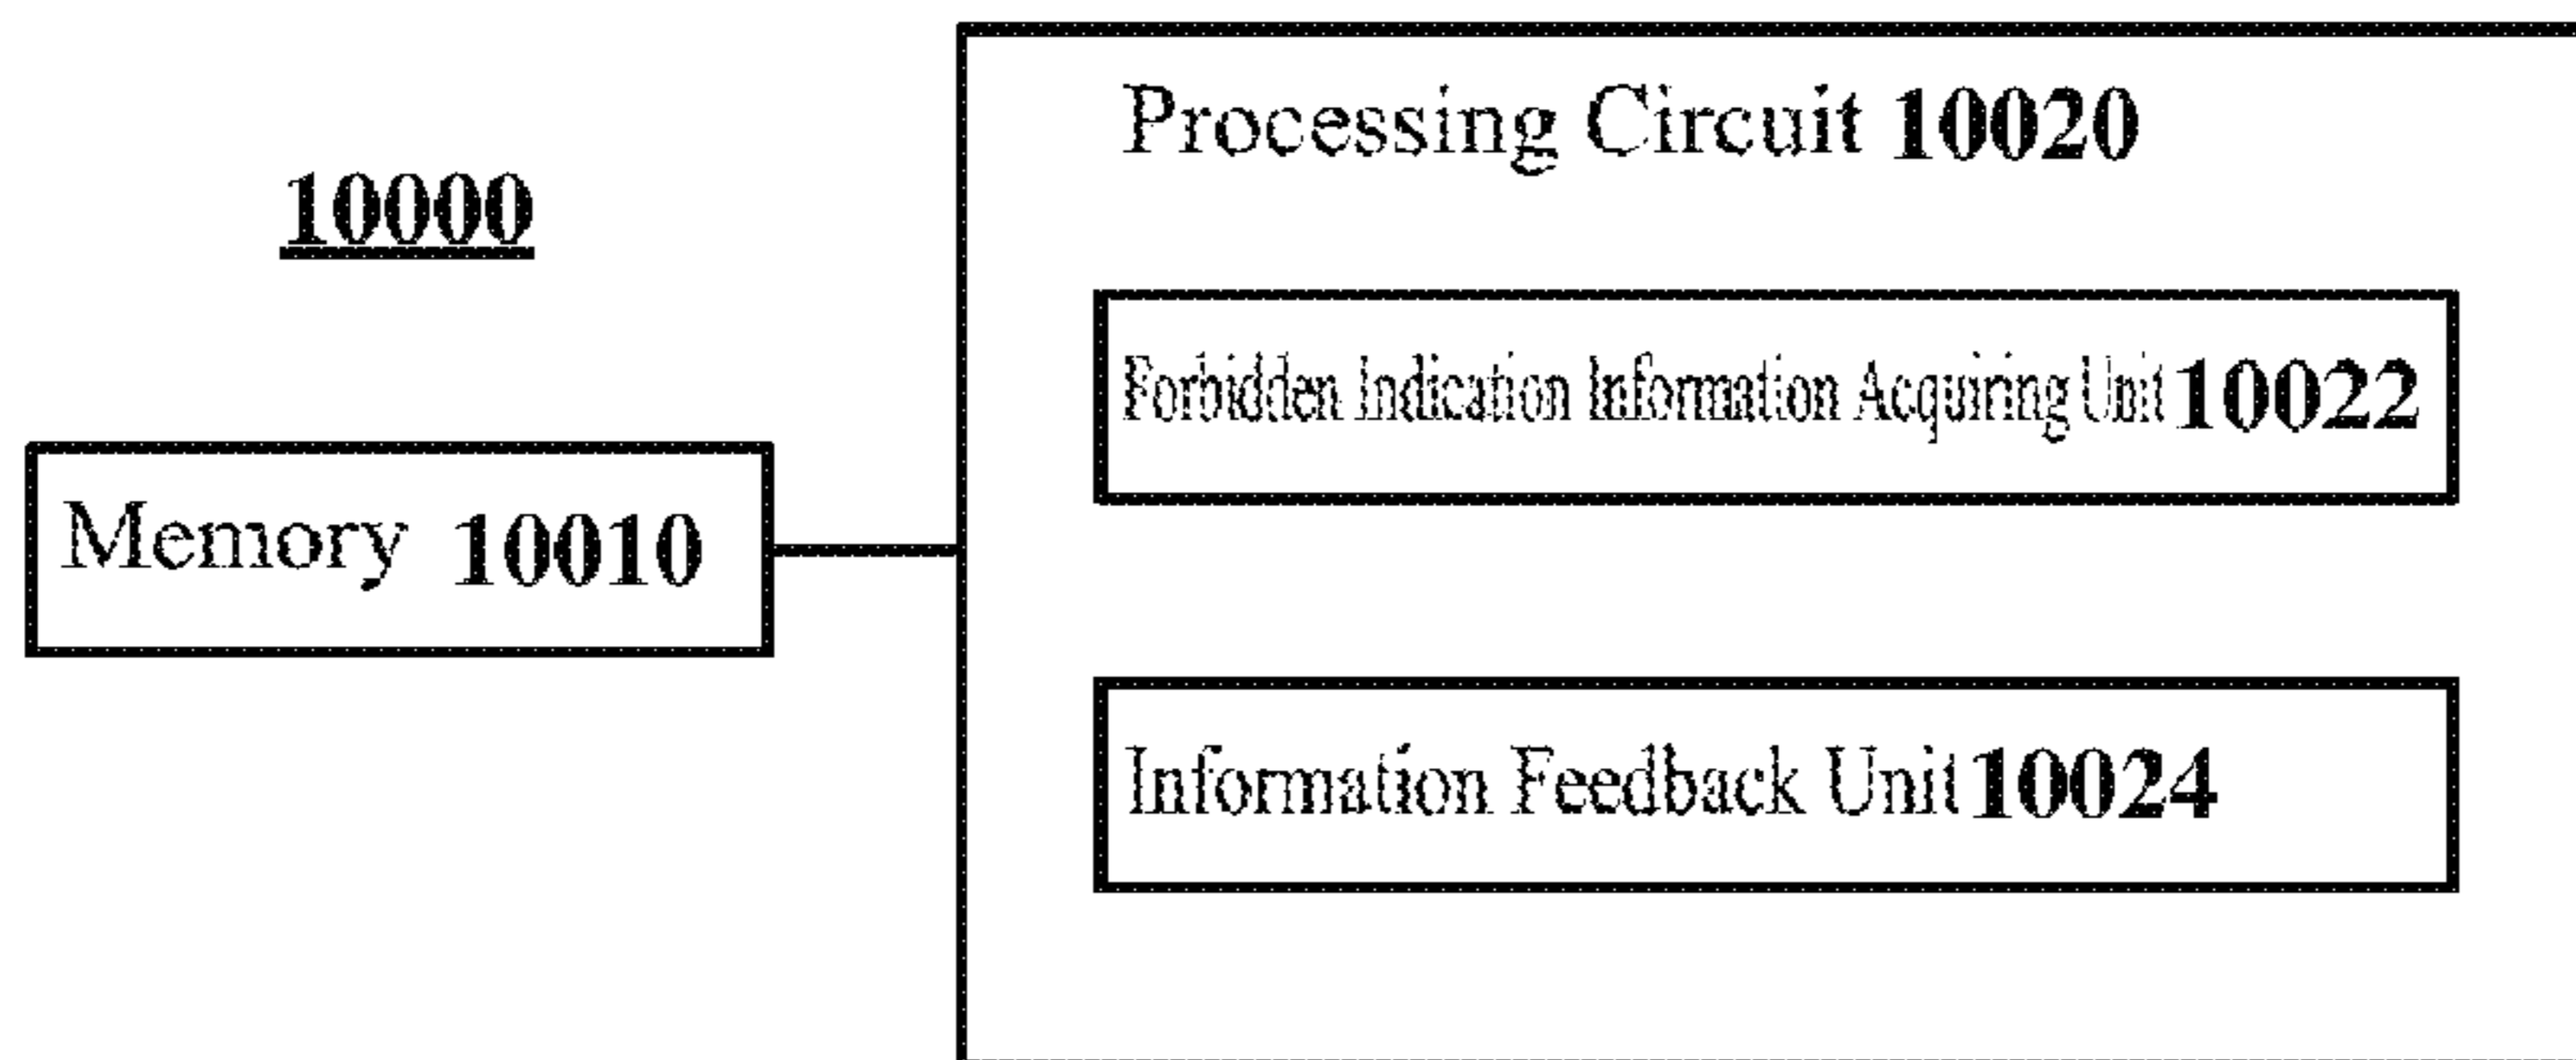 Processing Circuit 10020
10000
Forbidden Indication Information Acquiring Unit 10022
Memory 10010
Information Feedback Unit 10024